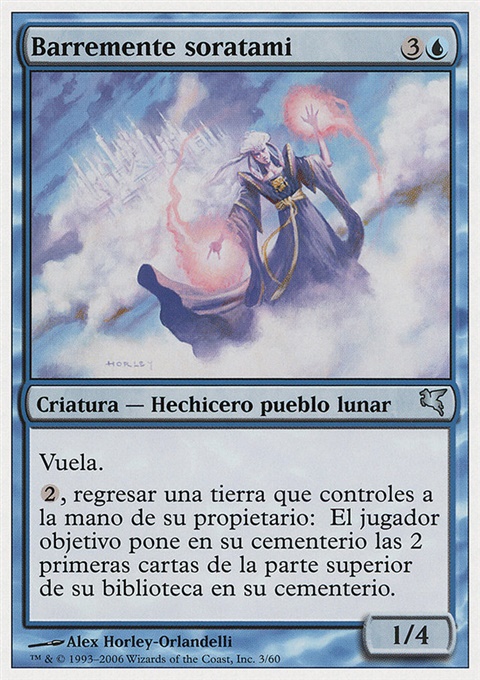 Barremente soratami 3
HORLEY
Criatura — Hechicero pueblo lunar
Vuela.
2, regresar una tierra que controles a
la mano de su propietario: El jugador
objetivo pone en su cementerio las 2
primeras cartas de la parte superior
de su biblioteca en su cementerio.
1/4
Alex Horley-Orlandelli
™ & © 1993–2006 Wizards of the Coast, Inc. 3/60